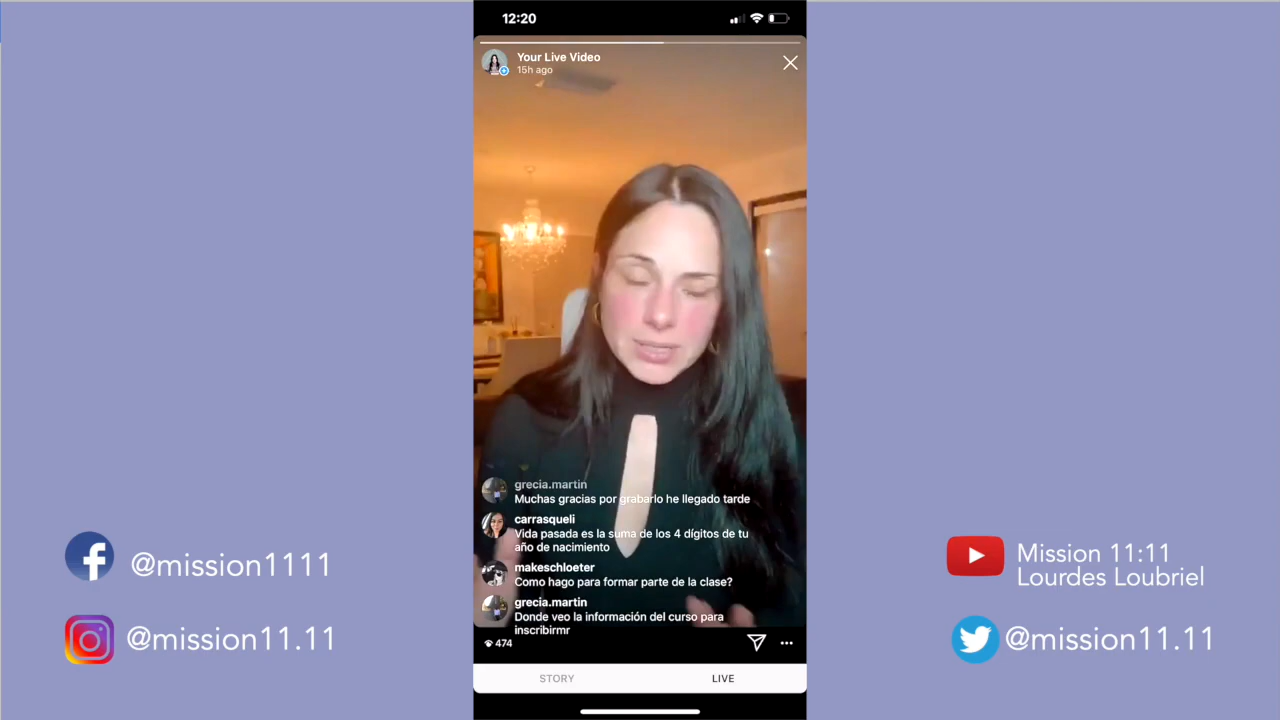 12:20
Your Live Video
15h ago
grecia.martin
Muchas gracias por grabarlo he llegado tarde
carrasqueli
Vida pasada es la suma de los 4 dígitos de tu
año de nacimiento
makeschloeter
Como hago para formar parte de la clase?
grecia.martin
Donde veo la información del curso para
inscribirmr
474
STORY
LIVE
@mission1111
@mission11.11
Mission 11:11
Lourdes Loubriel
@mission11.11